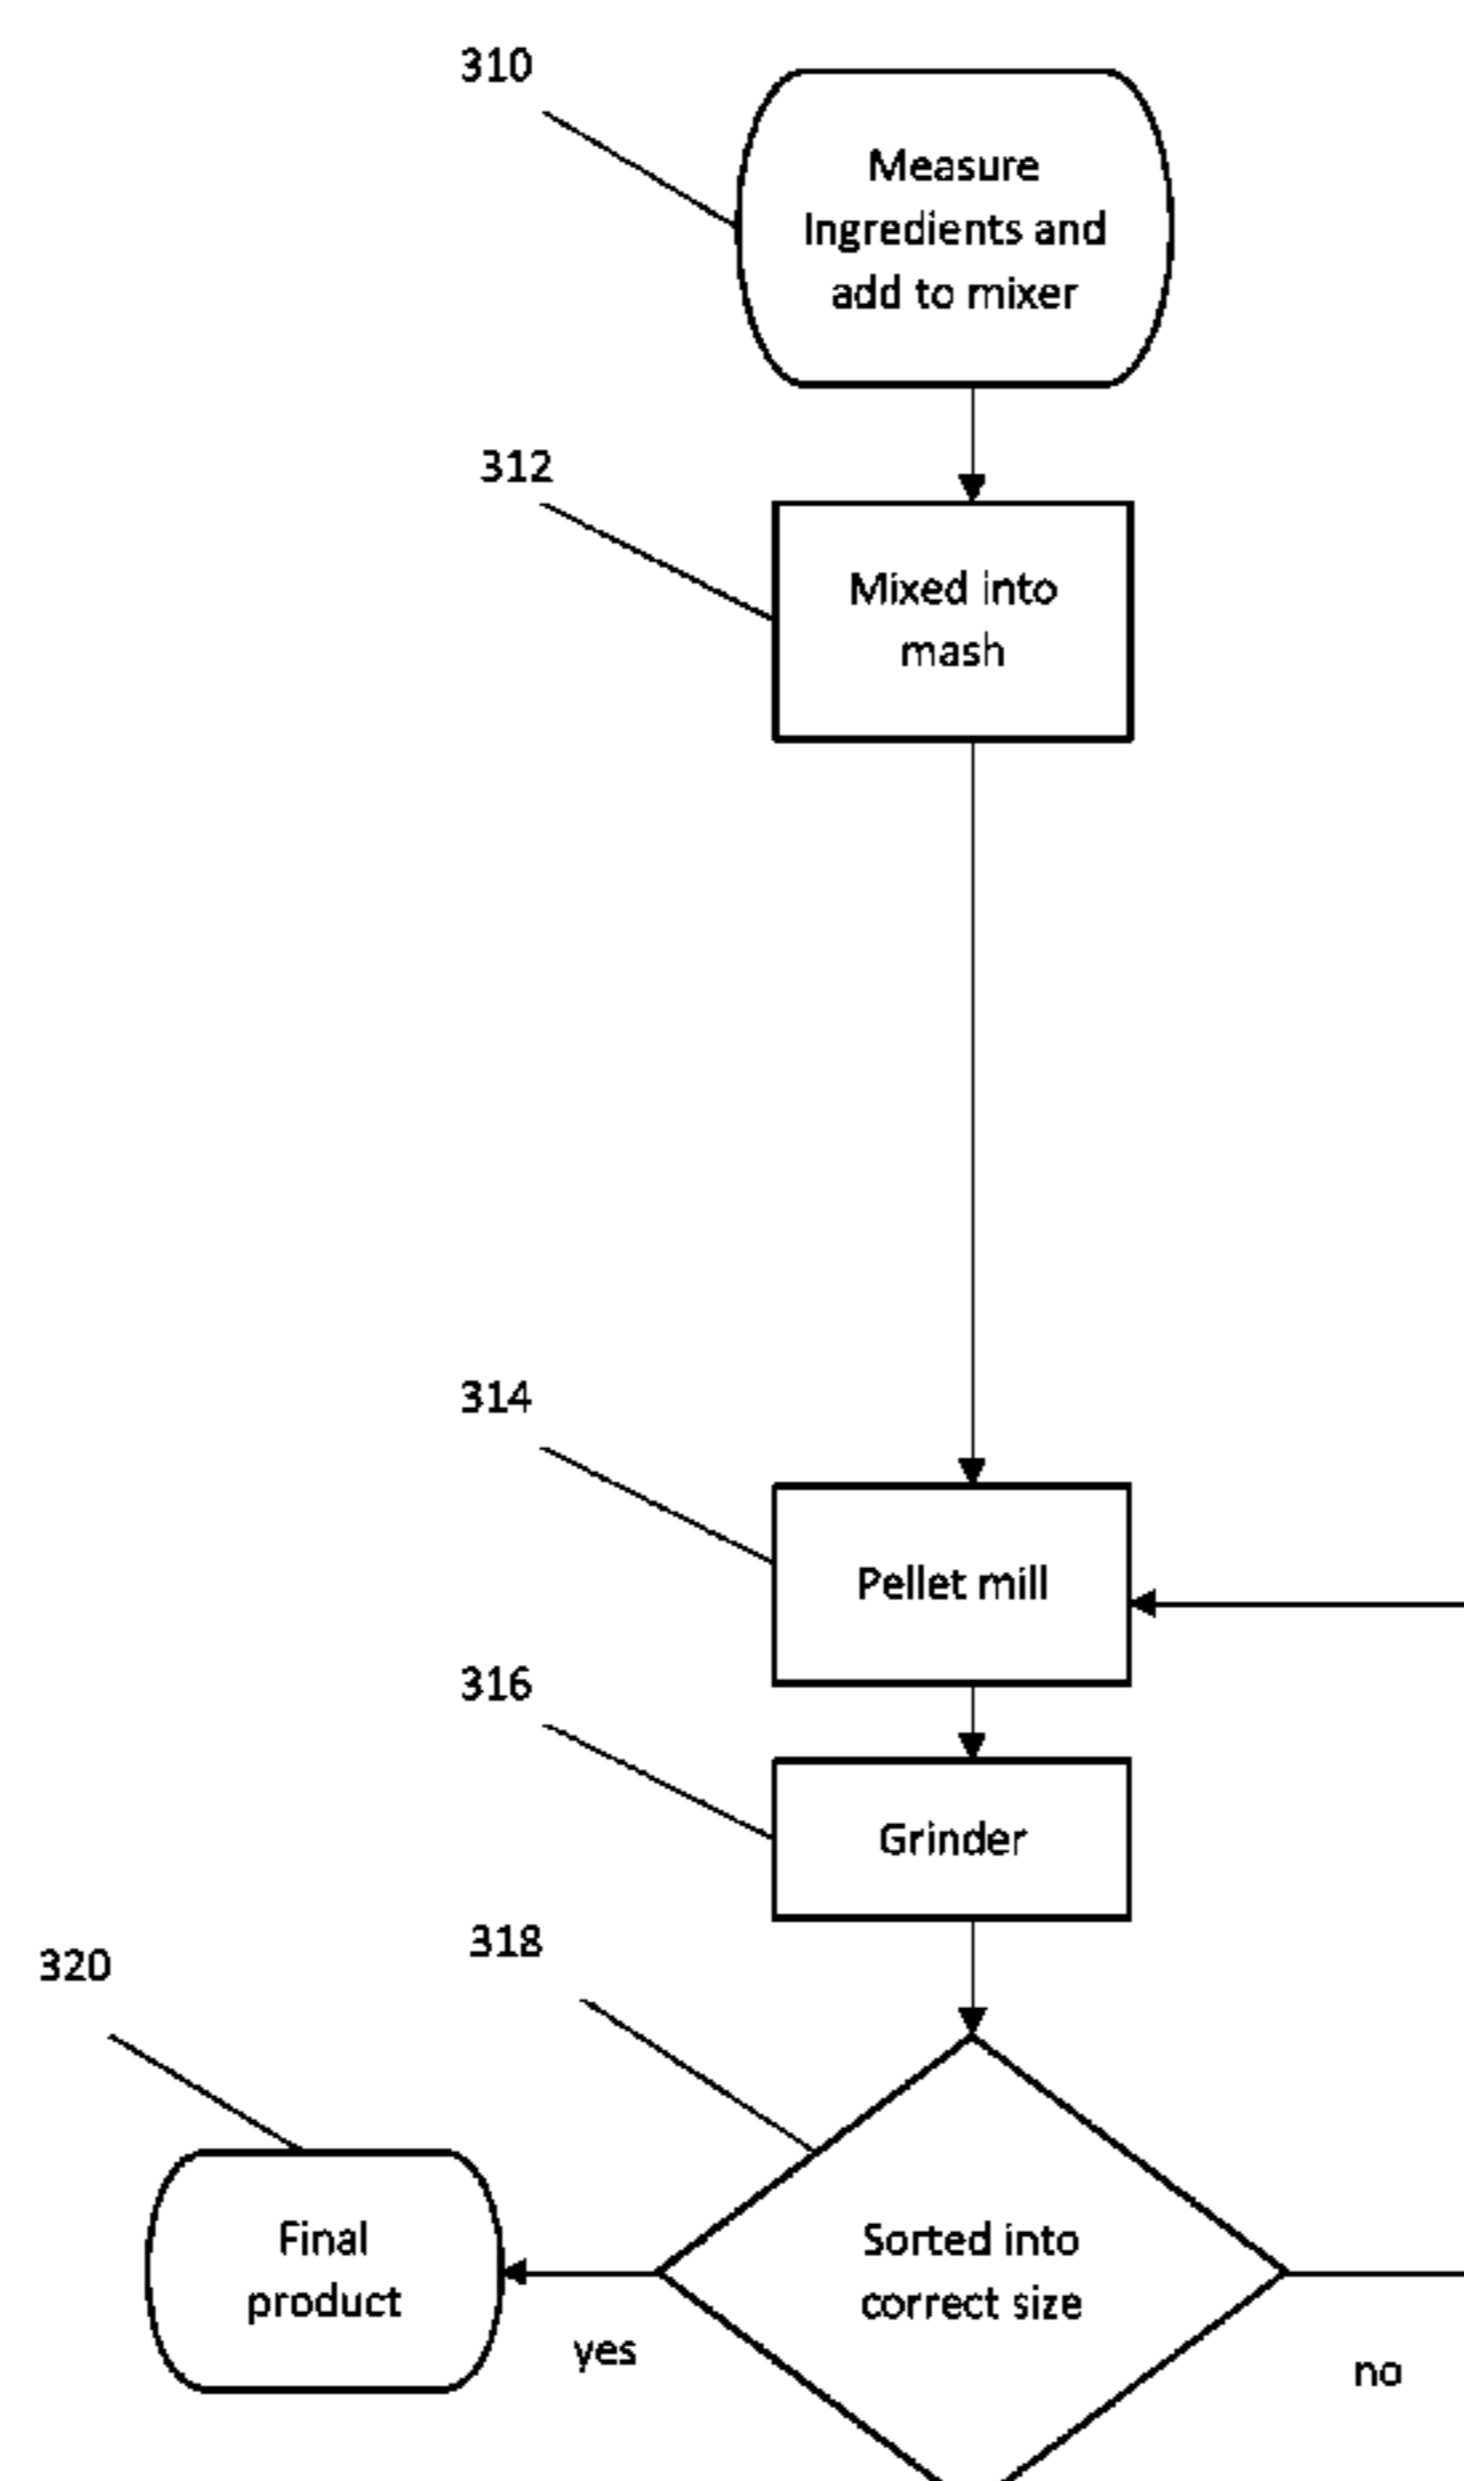 310
Measure
Ingredients and
add to mixer
312
Mixed into
mash
314
Pellet mill
316
Grinder
318
320
Sorted into
correct size
Final
product
yes
no